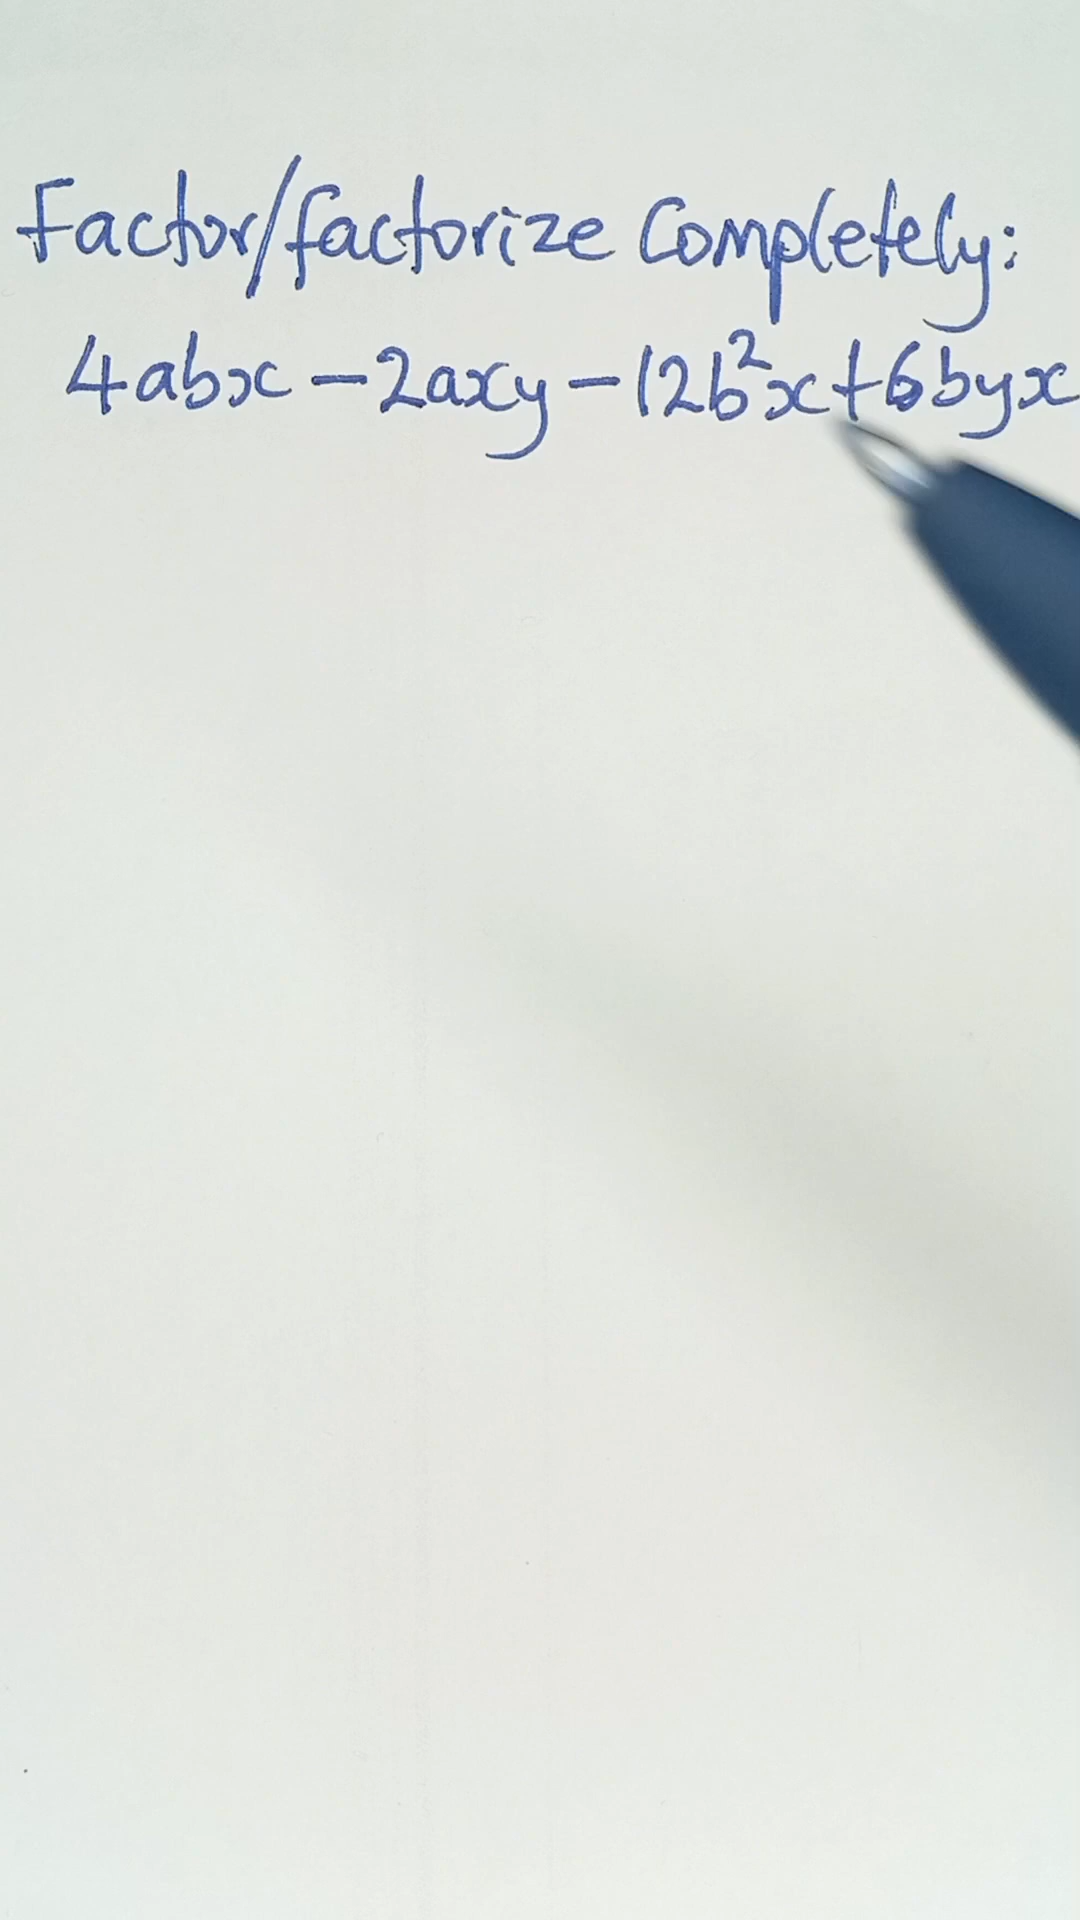 Factor/factorize Completely:
4abx - 2axy - 12b²x + 6byx